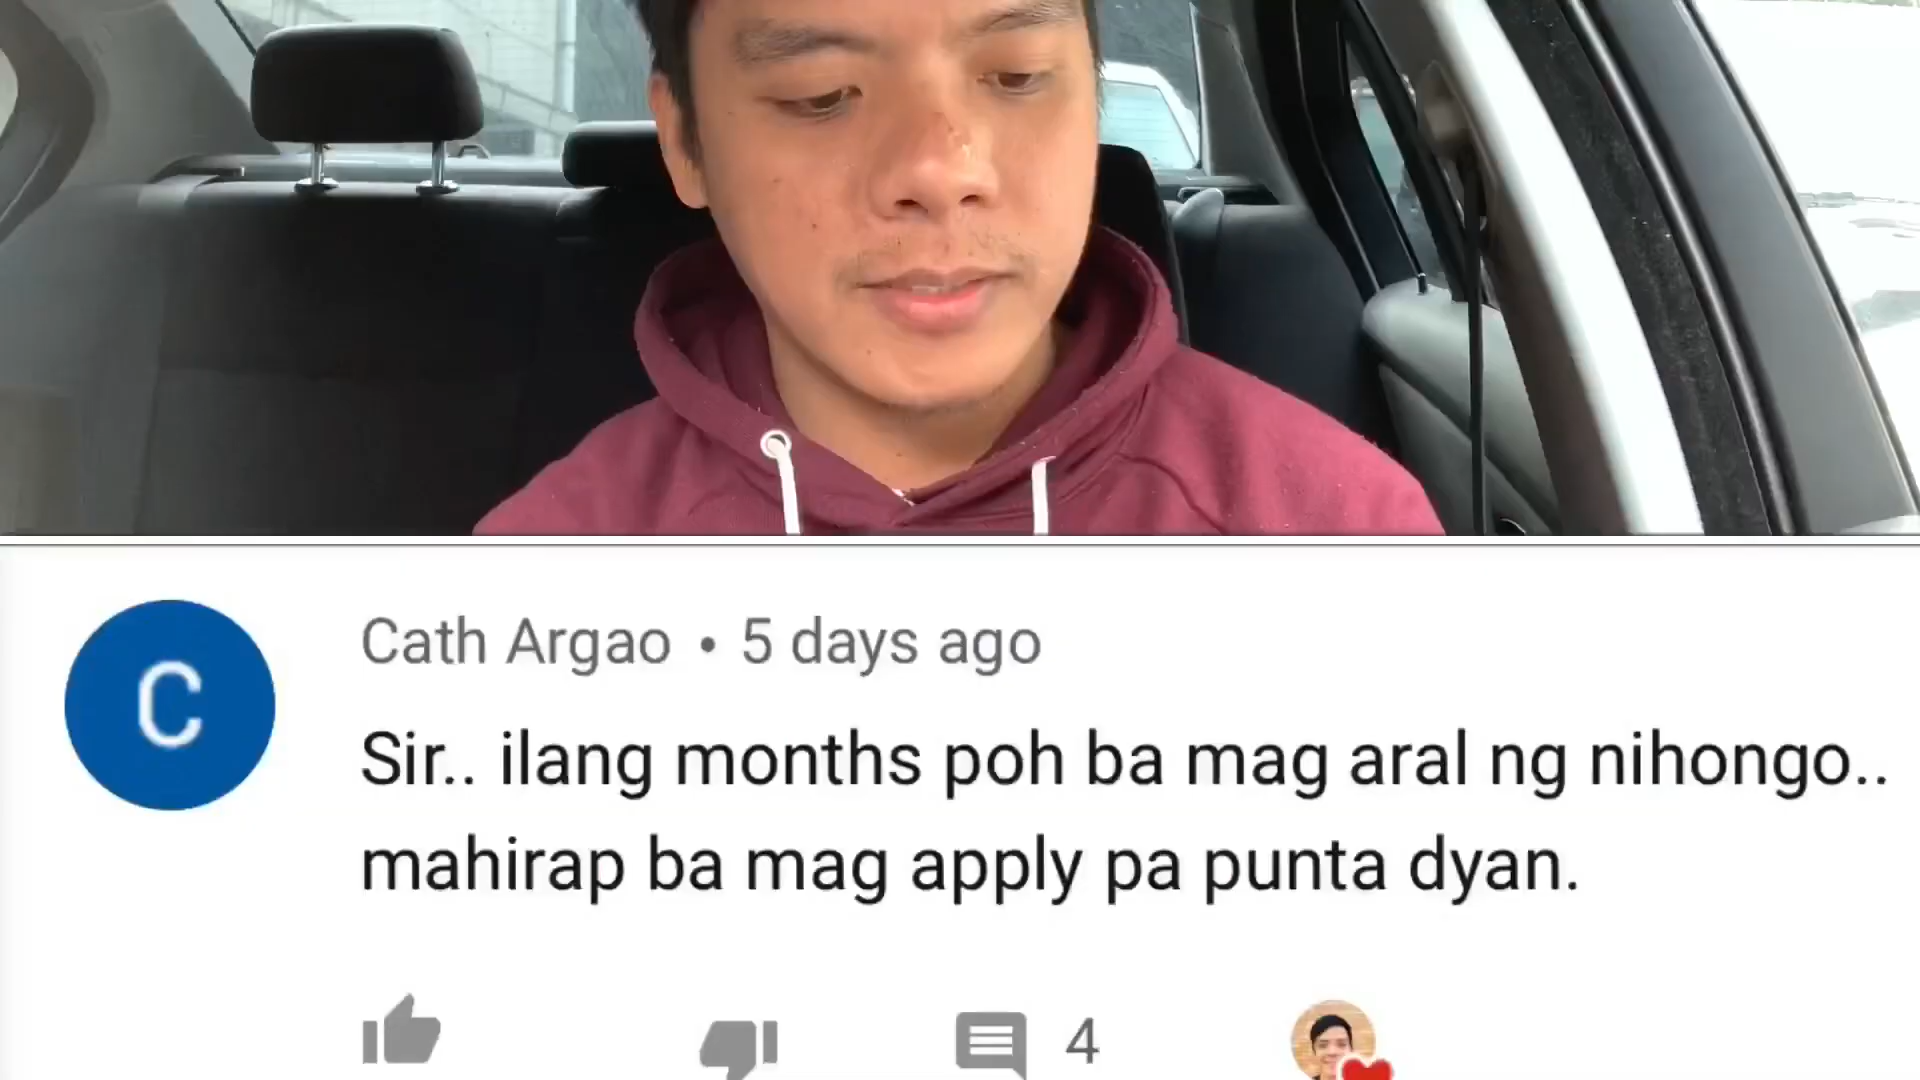 C
Cath Argao • 5 days ago
Sir.. ilang months poh ba mag aral ng nihongo..
mahirap ba mag apply pa punta dyan.
4